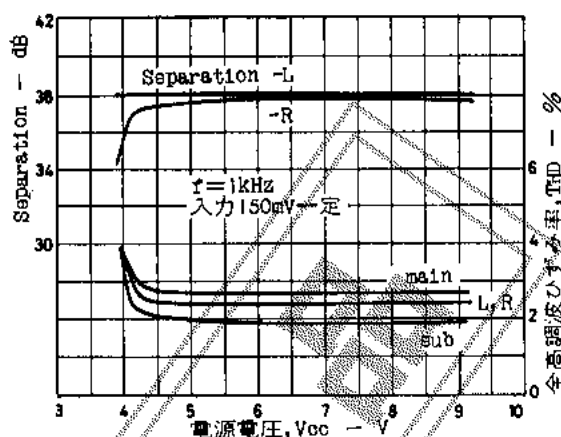 Separation — dB
42
38
34
30
Separation -L
-R
f=1kHz
入力150mV一定
main
L,R
sub
8
6
4
2
0
全高調波ひずみ率,THD — %
3 4 5 6 7 8 9 10
電源電圧,Vcc — V